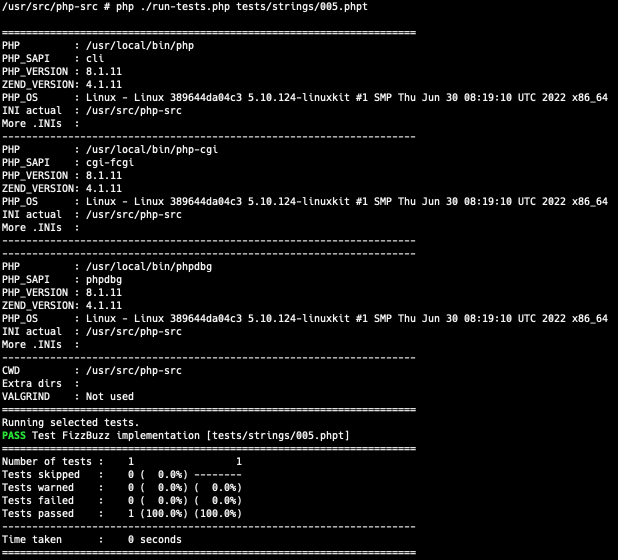 /usr/src/php-src # php ./run-tests.php tests/strings/005.phpt

=====================================================================
PHP         : /usr/local/bin/php
PHP_SAPI    : cli
PHP_VERSION : 8.1.11
ZEND_VERSION: 4.1.11
PHP_OS      : Linux - Linux 389644da04c3 5.10.124-linuxkit #1 SMP Thu Jun 30 08:19:10 UTC 2022 x86_64
INI actual  : /usr/src/php-src
More .INIs  :
---------------------------------------------------------------------
PHP         : /usr/local/bin/php-cgi
PHP_SAPI    : cgi-fcgi
PHP_VERSION : 8.1.11
ZEND_VERSION: 4.1.11
PHP_OS      : Linux - Linux 389644da04c3 5.10.124-linuxkit #1 SMP Thu Jun 30 08:19:10 UTC 2022 x86_64
INI actual  : /usr/src/php-src
More .INIs  :
---------------------------------------------------------------------
---------------------------------------------------------------------
PHP         : /usr/local/bin/phpdbg
PHP_SAPI    : phpdbg
PHP_VERSION : 8.1.11
ZEND_VERSION: 4.1.11
PHP_OS      : Linux - Linux 389644da04c3 5.10.124-linuxkit #1 SMP Thu Jun 30 08:19:10 UTC 2022 x86_64
INI actual  : /usr/src/php-src
More .INIs  :
---------------------------------------------------------------------
CWD         : /usr/src/php-src
Extra dirs  :
VALGRIND    : Not used
=====================================================================
Running selected tests.
PASS Test FizzBuzz implementation [tests/strings/005.phpt]
=====================================================================
Number of tests :    1                 1
Tests skipped   :    0 (  0.0%) --------
Tests warned    :    0 (  0.0%) (  0.0%)
Tests failed    :    0 (  0.0%) (  0.0%)
Tests passed    :    1 (100.0%) (100.0%)
---------------------------------------------------------------------
Time taken      :    0 seconds
=====================================================================